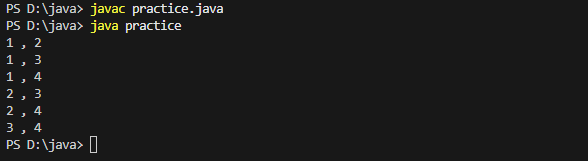 PS D:\java> javac practice.java
PS D:\java> java practice
1 , 2
1 , 3
1 , 4
2 , 3
2 , 4
3 , 4
PS D:\java>